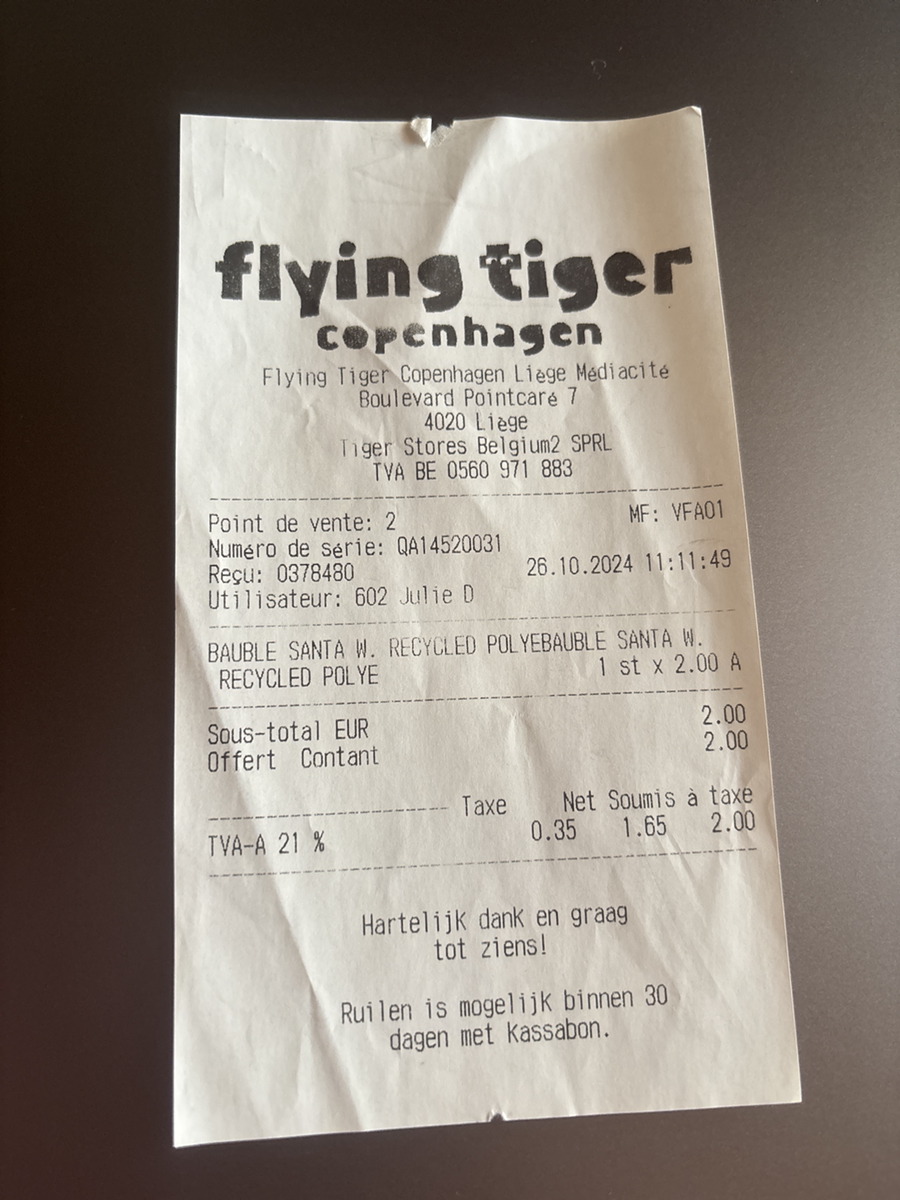 flying tiger
copenhagen
Flying Tiger Copenhagen Liège Médiacité
Boulevard Pointcaré 7
4020 Liège
Tiger Stores Belgium2 SPRL
TVA BE 0560 971 883
Point de vente: 2 MF: VFA01
Numéro de série: QA14520031
Reçu: 0378480 26.10.2024 11:11:49
Utilisateur: 602 Julie D
BAUBLE SANTA W. RECYCLED POLYEBAUBLE SANTA W.
RECYCLED POLYE 1 st x 2.00 A
Sous-total EUR 2.00
Offert Contant 2.00
Taxe Net Soumis à taxe
TVA-A 21 % 0.35 1.65 2.00
Hartelijk dank en graag
tot ziens!
Ruilen is mogelijk binnen 30
dagen met Kassabon.